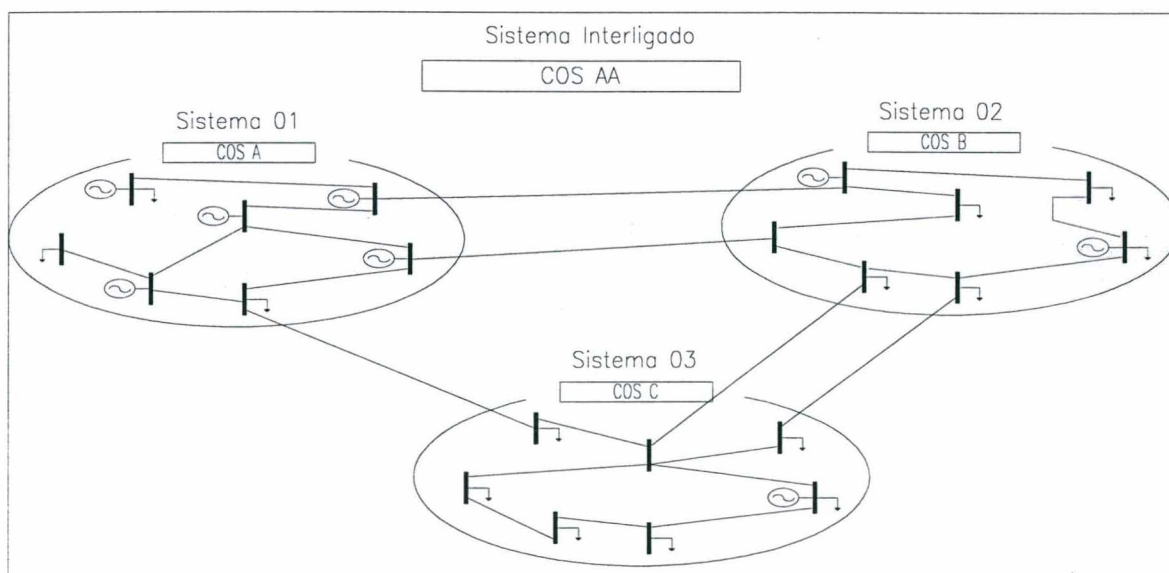 Sistema Interligado
COS AA
Sistema 01
COS A
Sistema 02
COS B
Sistema 03
COS C